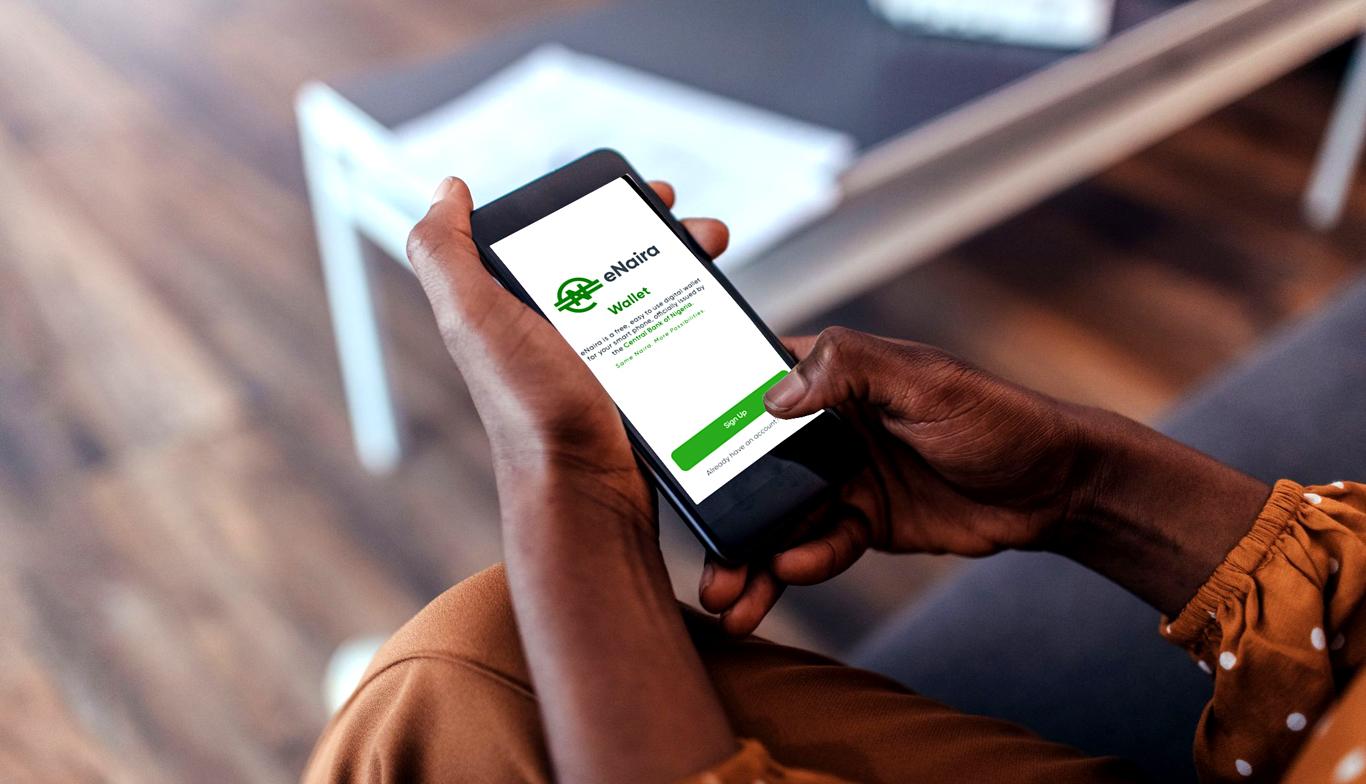 eNaira
Wallet
eNaira is a free, easy to use digital wallet
for your smart phone, officially issued by
the Central Bank of Nigeria.
Same Naira. More Possibilities.
Sign Up
Already have an account